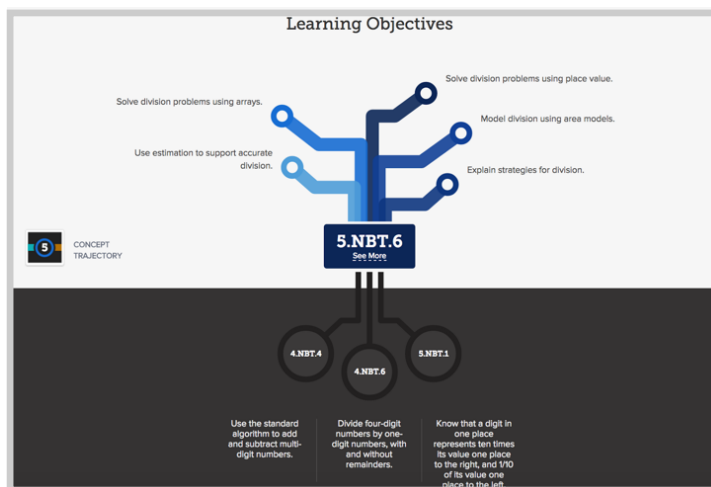 Learning Objectives
Solve division problems using place value.
Solve division problems using arrays.
Model division using area models.
Use estimation to support accurate
division.
Explain strategies for division.
5.NBT.6
See More
5
CONCEPT
TRAJECTORY
4.NBT.4
4.NBT.6
5.NBT.1
Use the standard
algorithm to add
and subtract multi-
digit numbers.
Divide four-digit
numbers by one-
digit numbers, with
and without
remainders.
Know that a digit in
one place
represents ten times
its value one place
to the right, and 1/10
of its value one
place to the left.